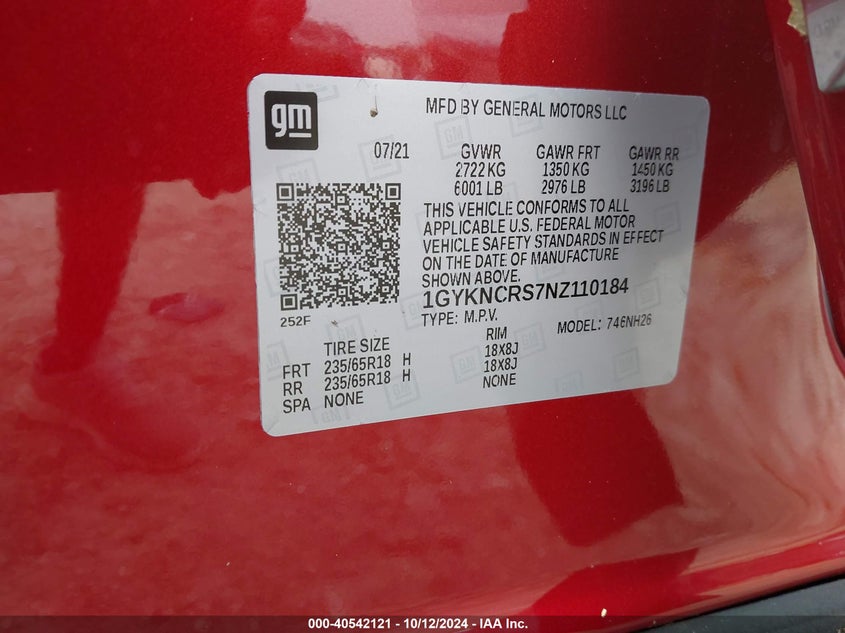 gm
MFD BY GENERAL MOTORS LLC
07/21 GVWR GAWR FRT GAWR RR
2722 KG 1350 KG 1450 KG
6001 LB 2976 LB 3196 LB
THIS VEHICLE CONFORMS TO ALL
APPLICABLE U.S. FEDERAL MOTOR
VEHICLE SAFETY STANDARDS IN EFFECT
ON THE DATE OF MANUFACTURE
SHOWN ABOVE.
1GYKNCRS7NZ110184
252F
TYPE: M.P.V. MODEL: 746NH26
TIRE SIZE RIM
FRT 235/65R18 H 18X8J
RR 235/65R18 H 18X8J
SPA NONE NONE
000-40542121 - 10/12/2024 - IAA Inc.